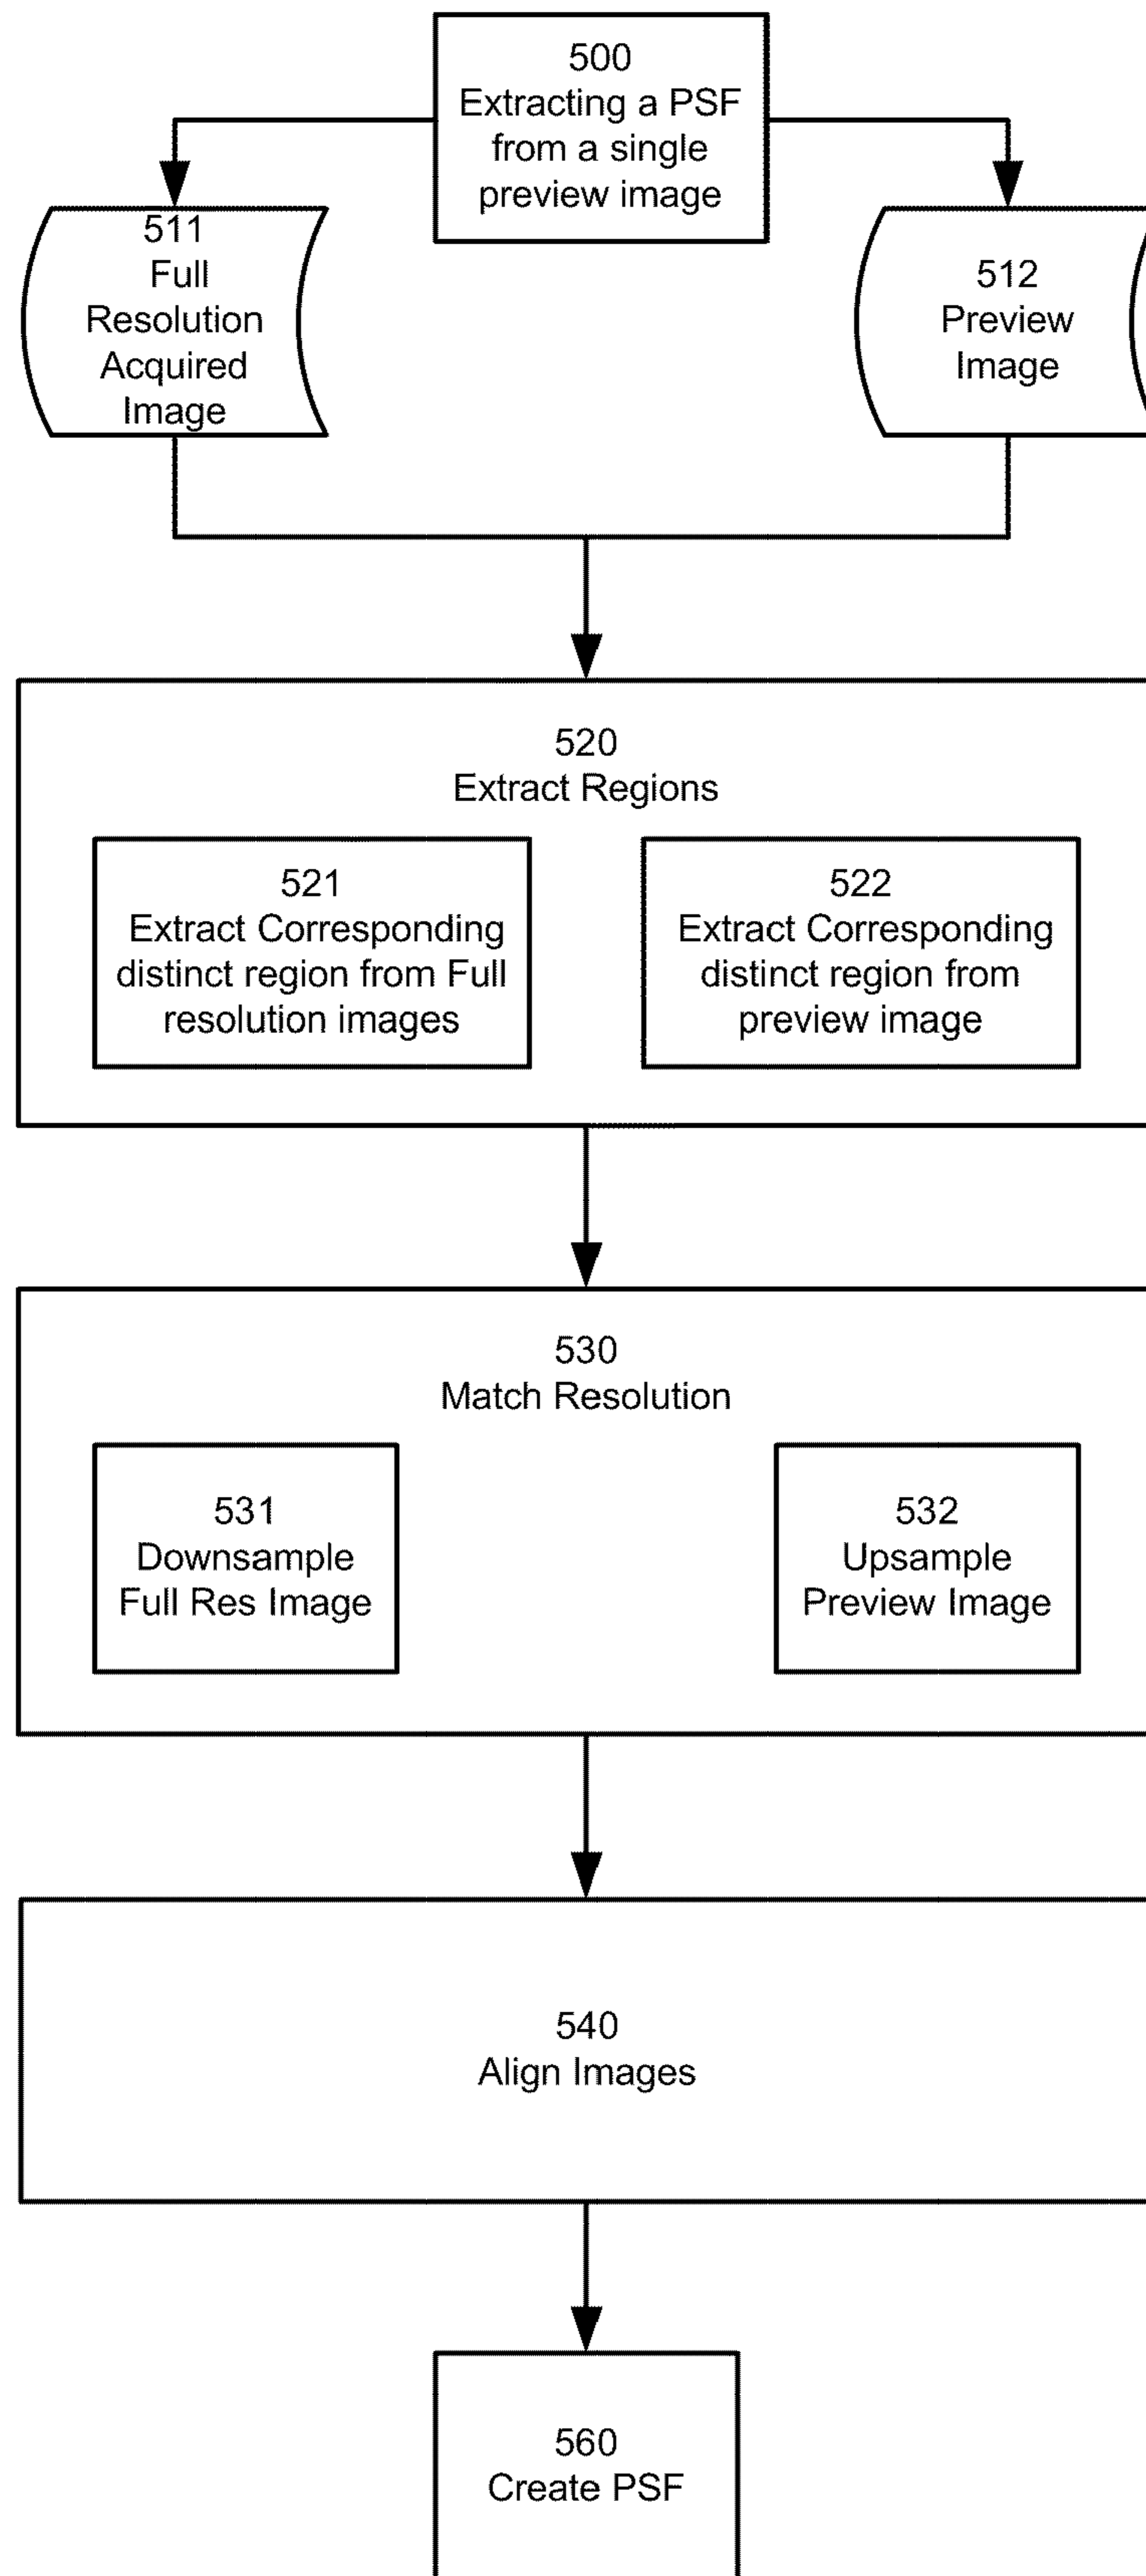 500
Extracting a PSF
from a single
preview image
511
Full
Resolution
Acquired
Image
512
Preview
Image
520
Extract Regions
521
Extract Corresponding
distinct region from Full
resolution images
522
Extract Corresponding
distinct region from
preview image
530
Match Resolution
531
Downsample
Full Res Image
532
Upsample
Preview Image
540
Align Images
560
Create PSF